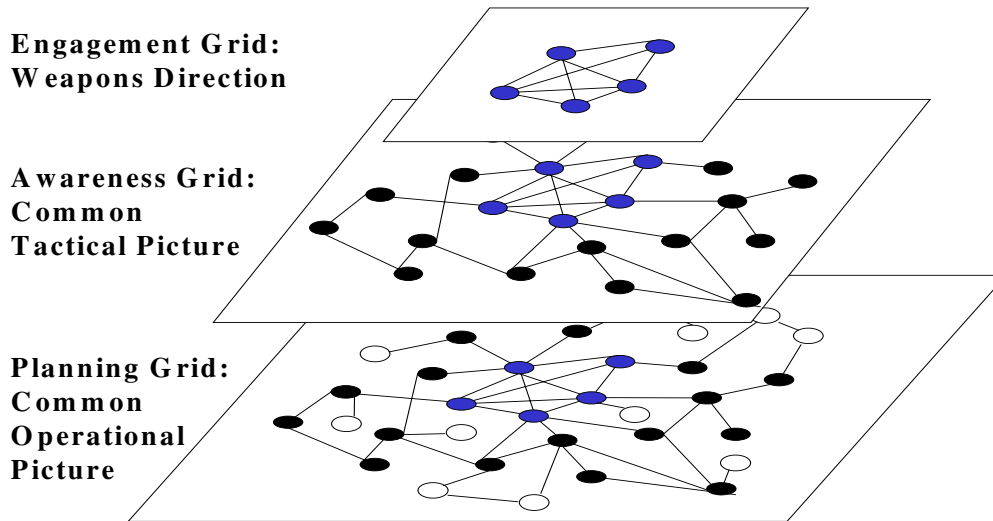 Engagement Grid:
Weapons Direction
Awareness Grid:
Common
Tactical Picture
Planning Grid:
Common
Operational
Picture